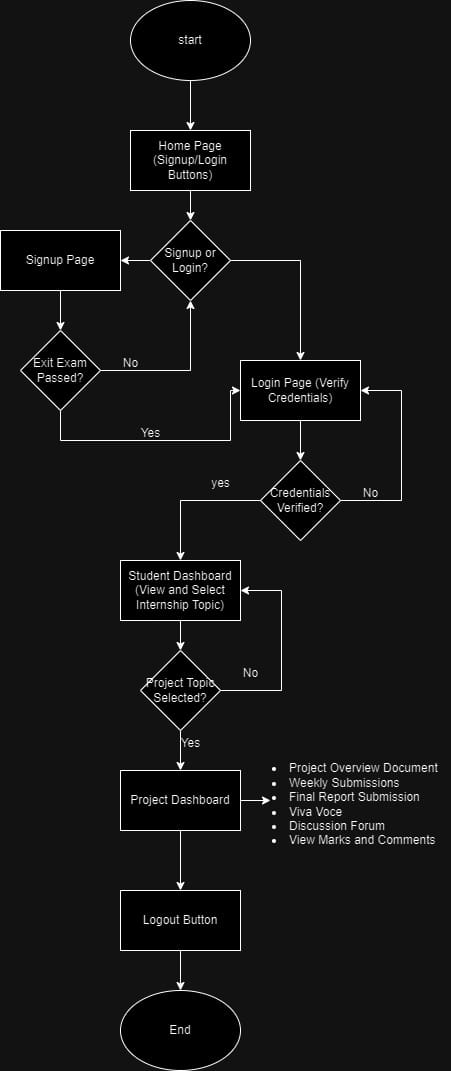 start
Home Page
(Signup/Login
Buttons)
Signup or
Login?
Signup Page
Exit Exam
Passed?
No
Yes
Login Page (Verify
Credentials)
Credentials
Verified?
No
yes
Student Dashboard
(View and Select
Internship Topic)
Project Topic
Selected?
No
Yes
Project Dashboard
• Project Overview Document
• Weekly Submissions
• Final Report Submission
• Viva Voce
• Discussion Forum
• View Marks and Comments
Logout Button
End